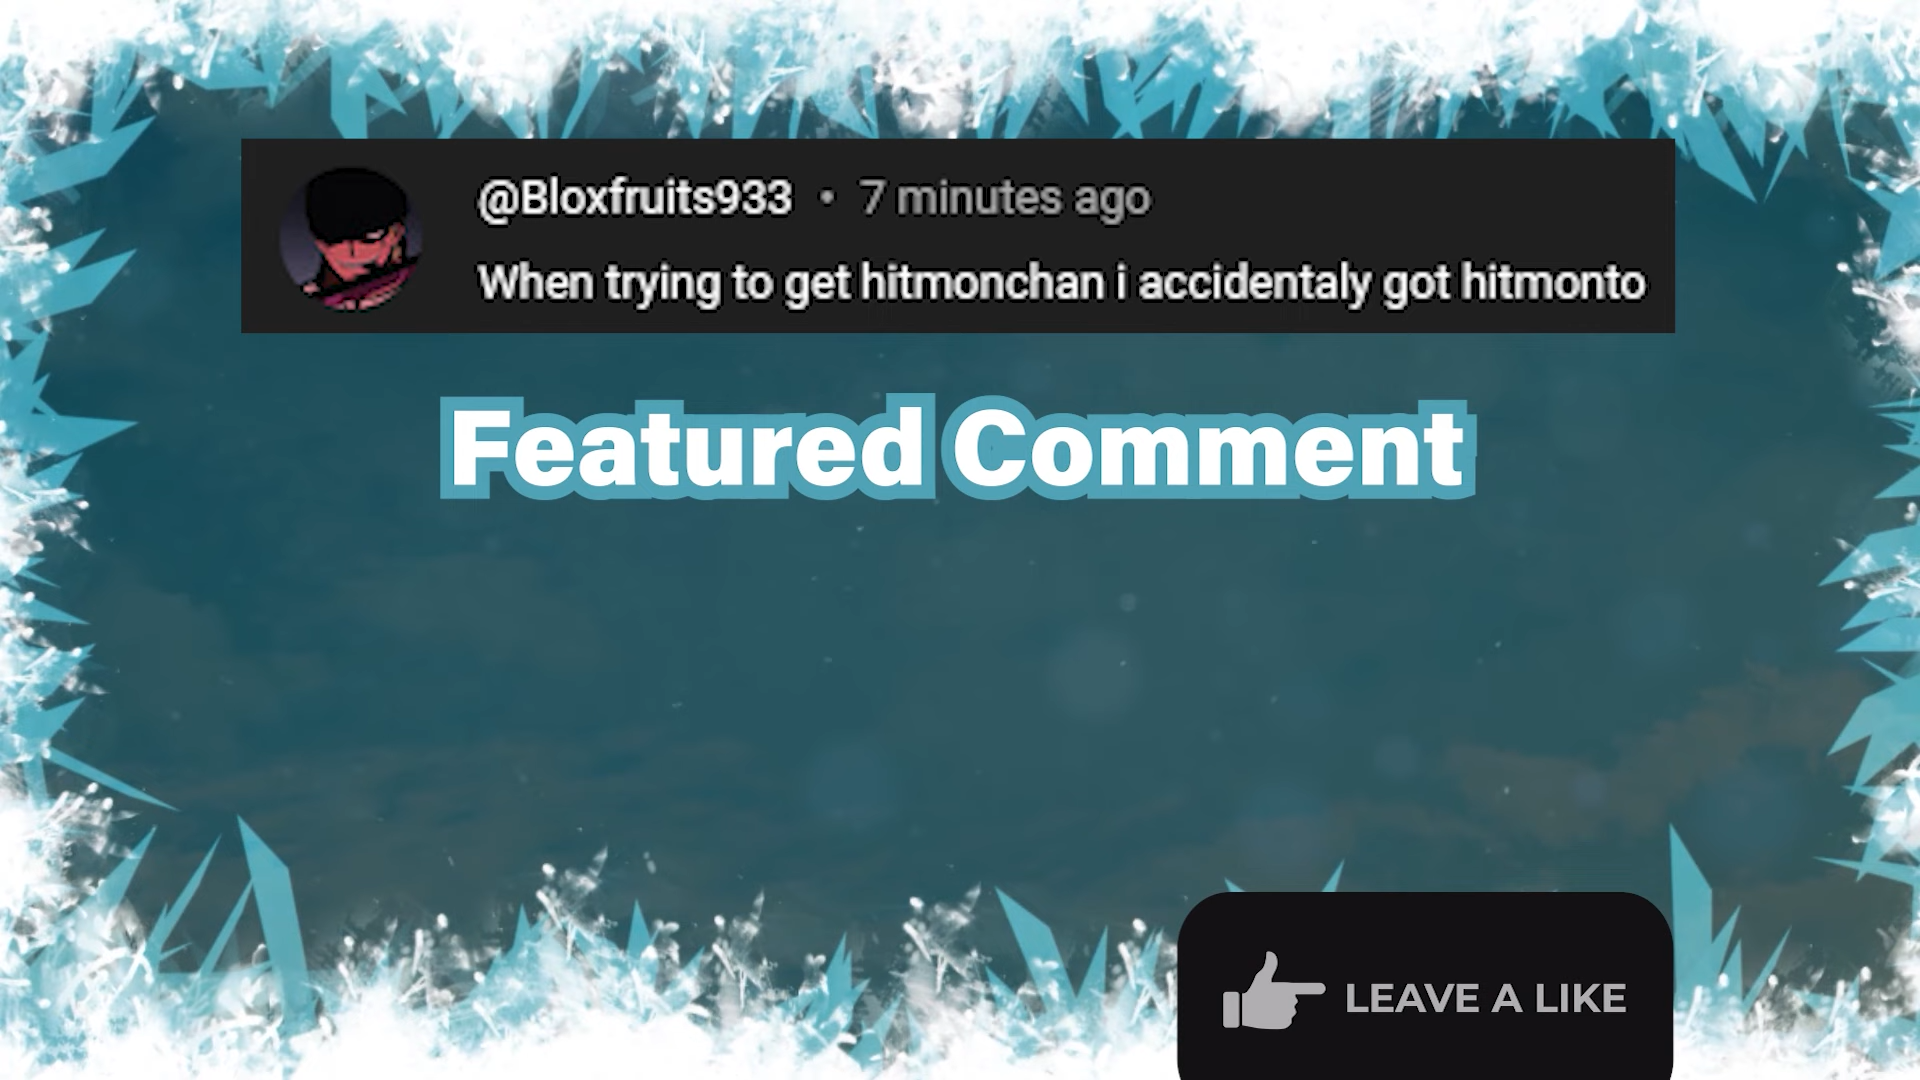 @Bloxfruits933 • 7 minutes ago
When trying to get hitmonchan i accidentaly got hitmonto
Featured Comment
LEAVE A LIKE